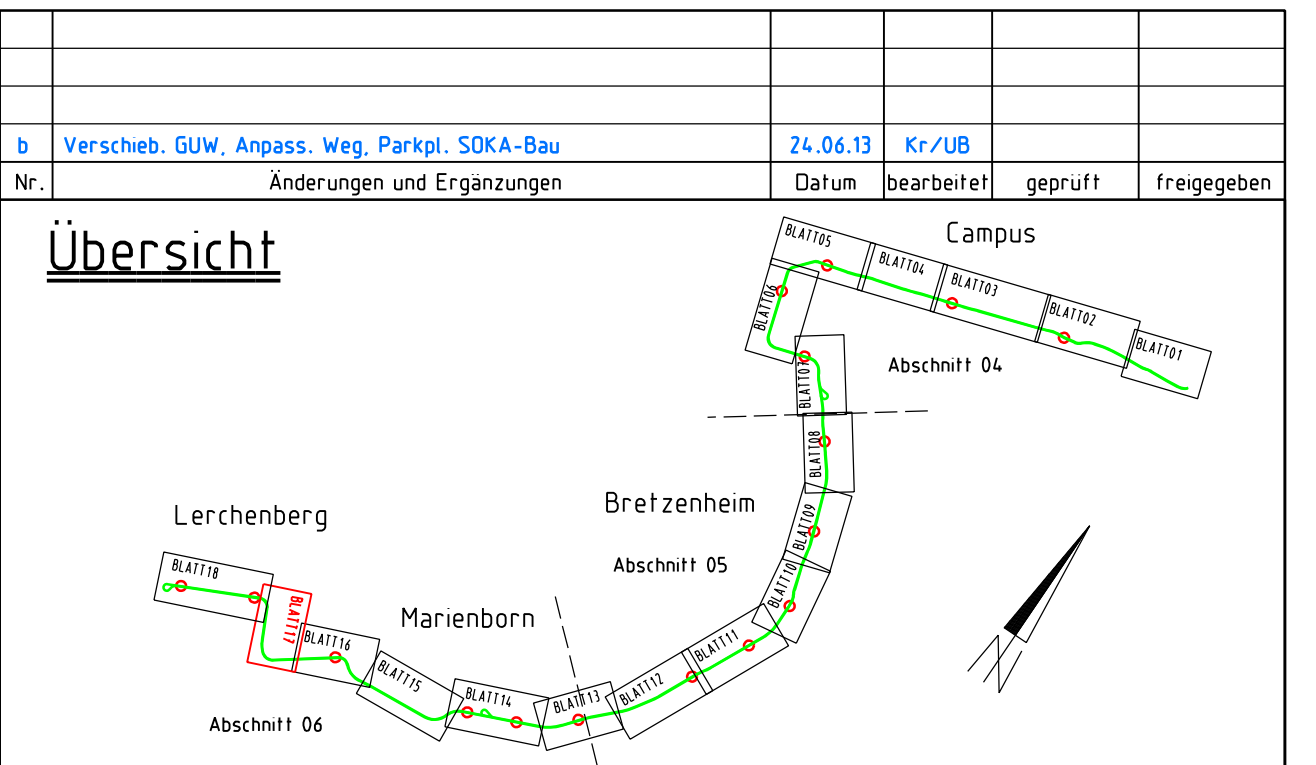 b Verschieb. GUW, Anpass. Weg, Parkpl. SOKA-Bau 24.06.13 Kr/UB
Nr. Änderungen und Ergänzungen Datum bearbeitet geprüft freigegeben
Übersicht
Campus
BLATT05
BLATT04
BLATT03
BLATT02
BLATT01
BLATT06
Abschnitt 04
BLATT07
BLATT08
Bretzenheim
BLATT09
Lerchenberg
Abschnitt 05
BLATT10
BLATT18
BLATT17
Marienborn
BLATT16
BLATT11
BLATT15
BLATT12
BLATT14
BLATT13
Abschnitt 06
N